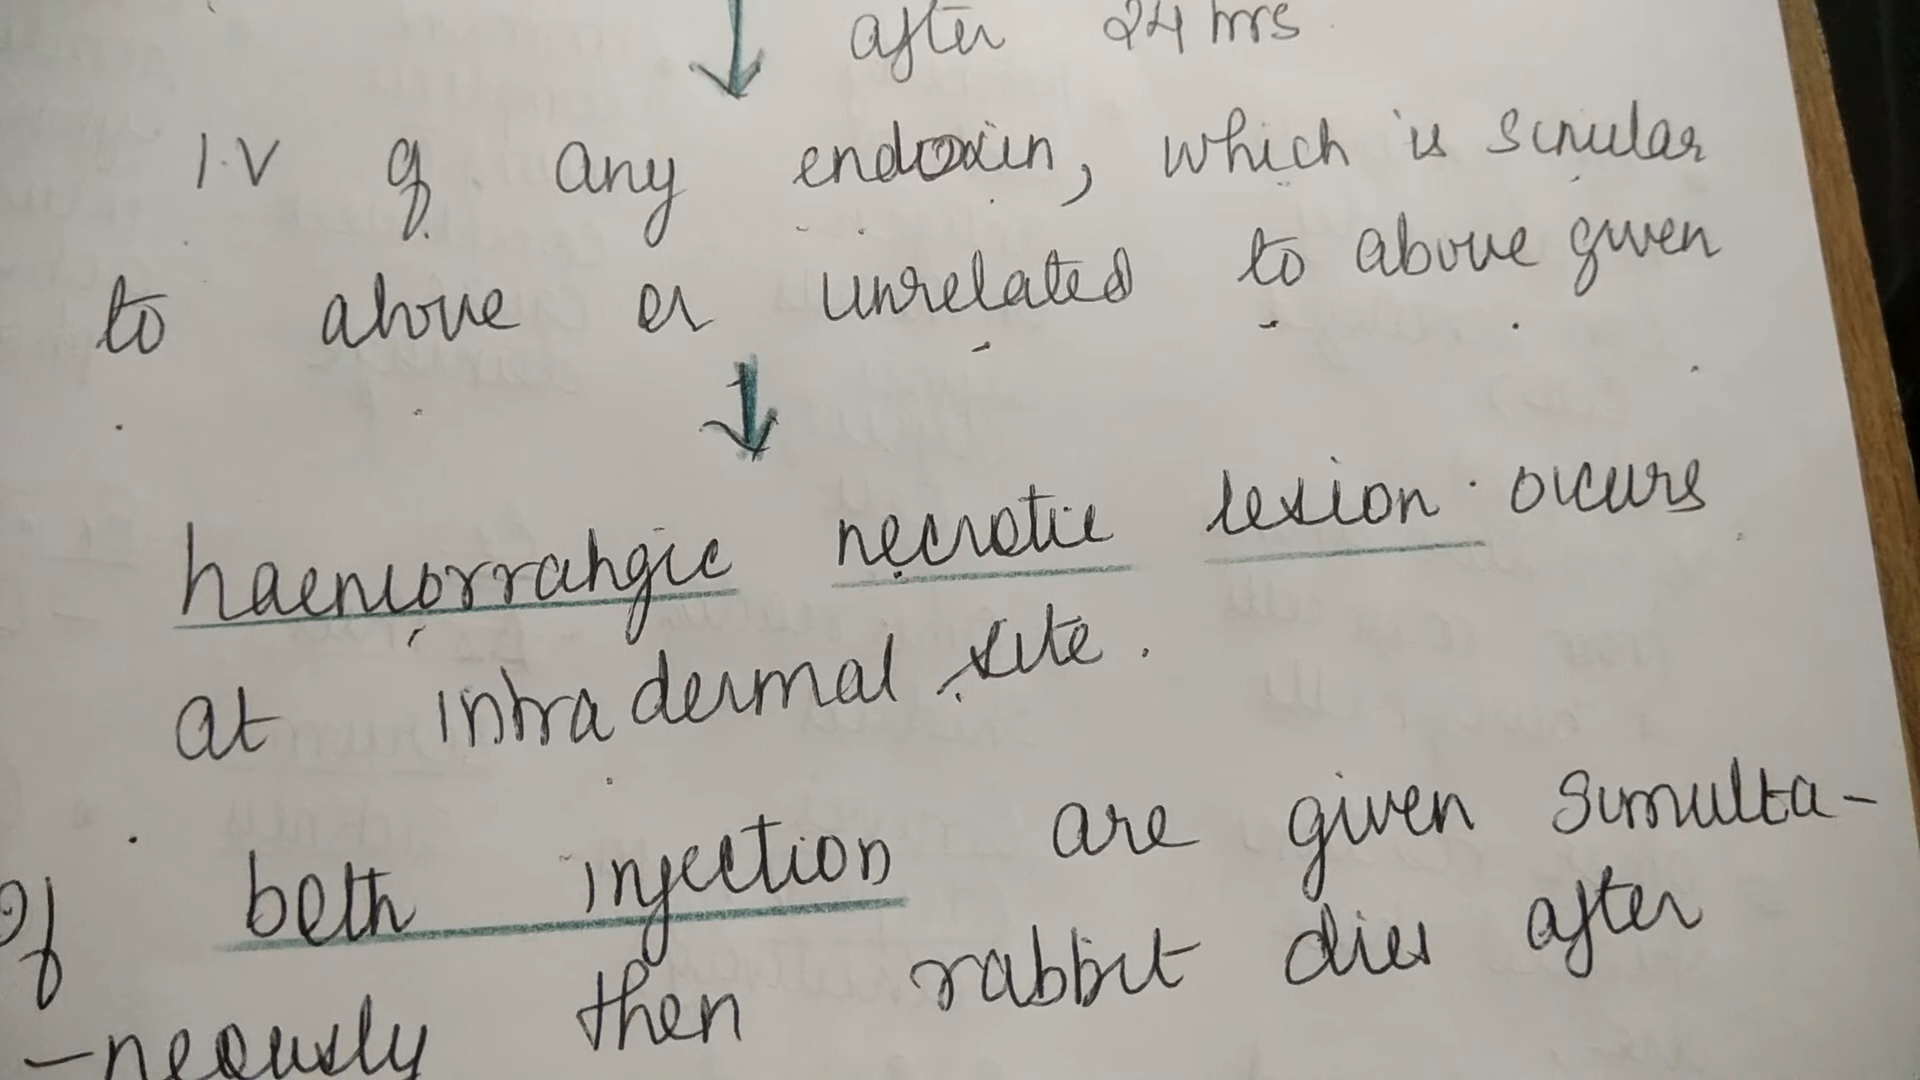 after 24 hrs
I.V of any endoxin, which is similar
to above or unrelated to above given
haemorrahgic necrotic lesion occurs
at intradermal site.
If both injection are given simulta-
-neously then rabbit dies after